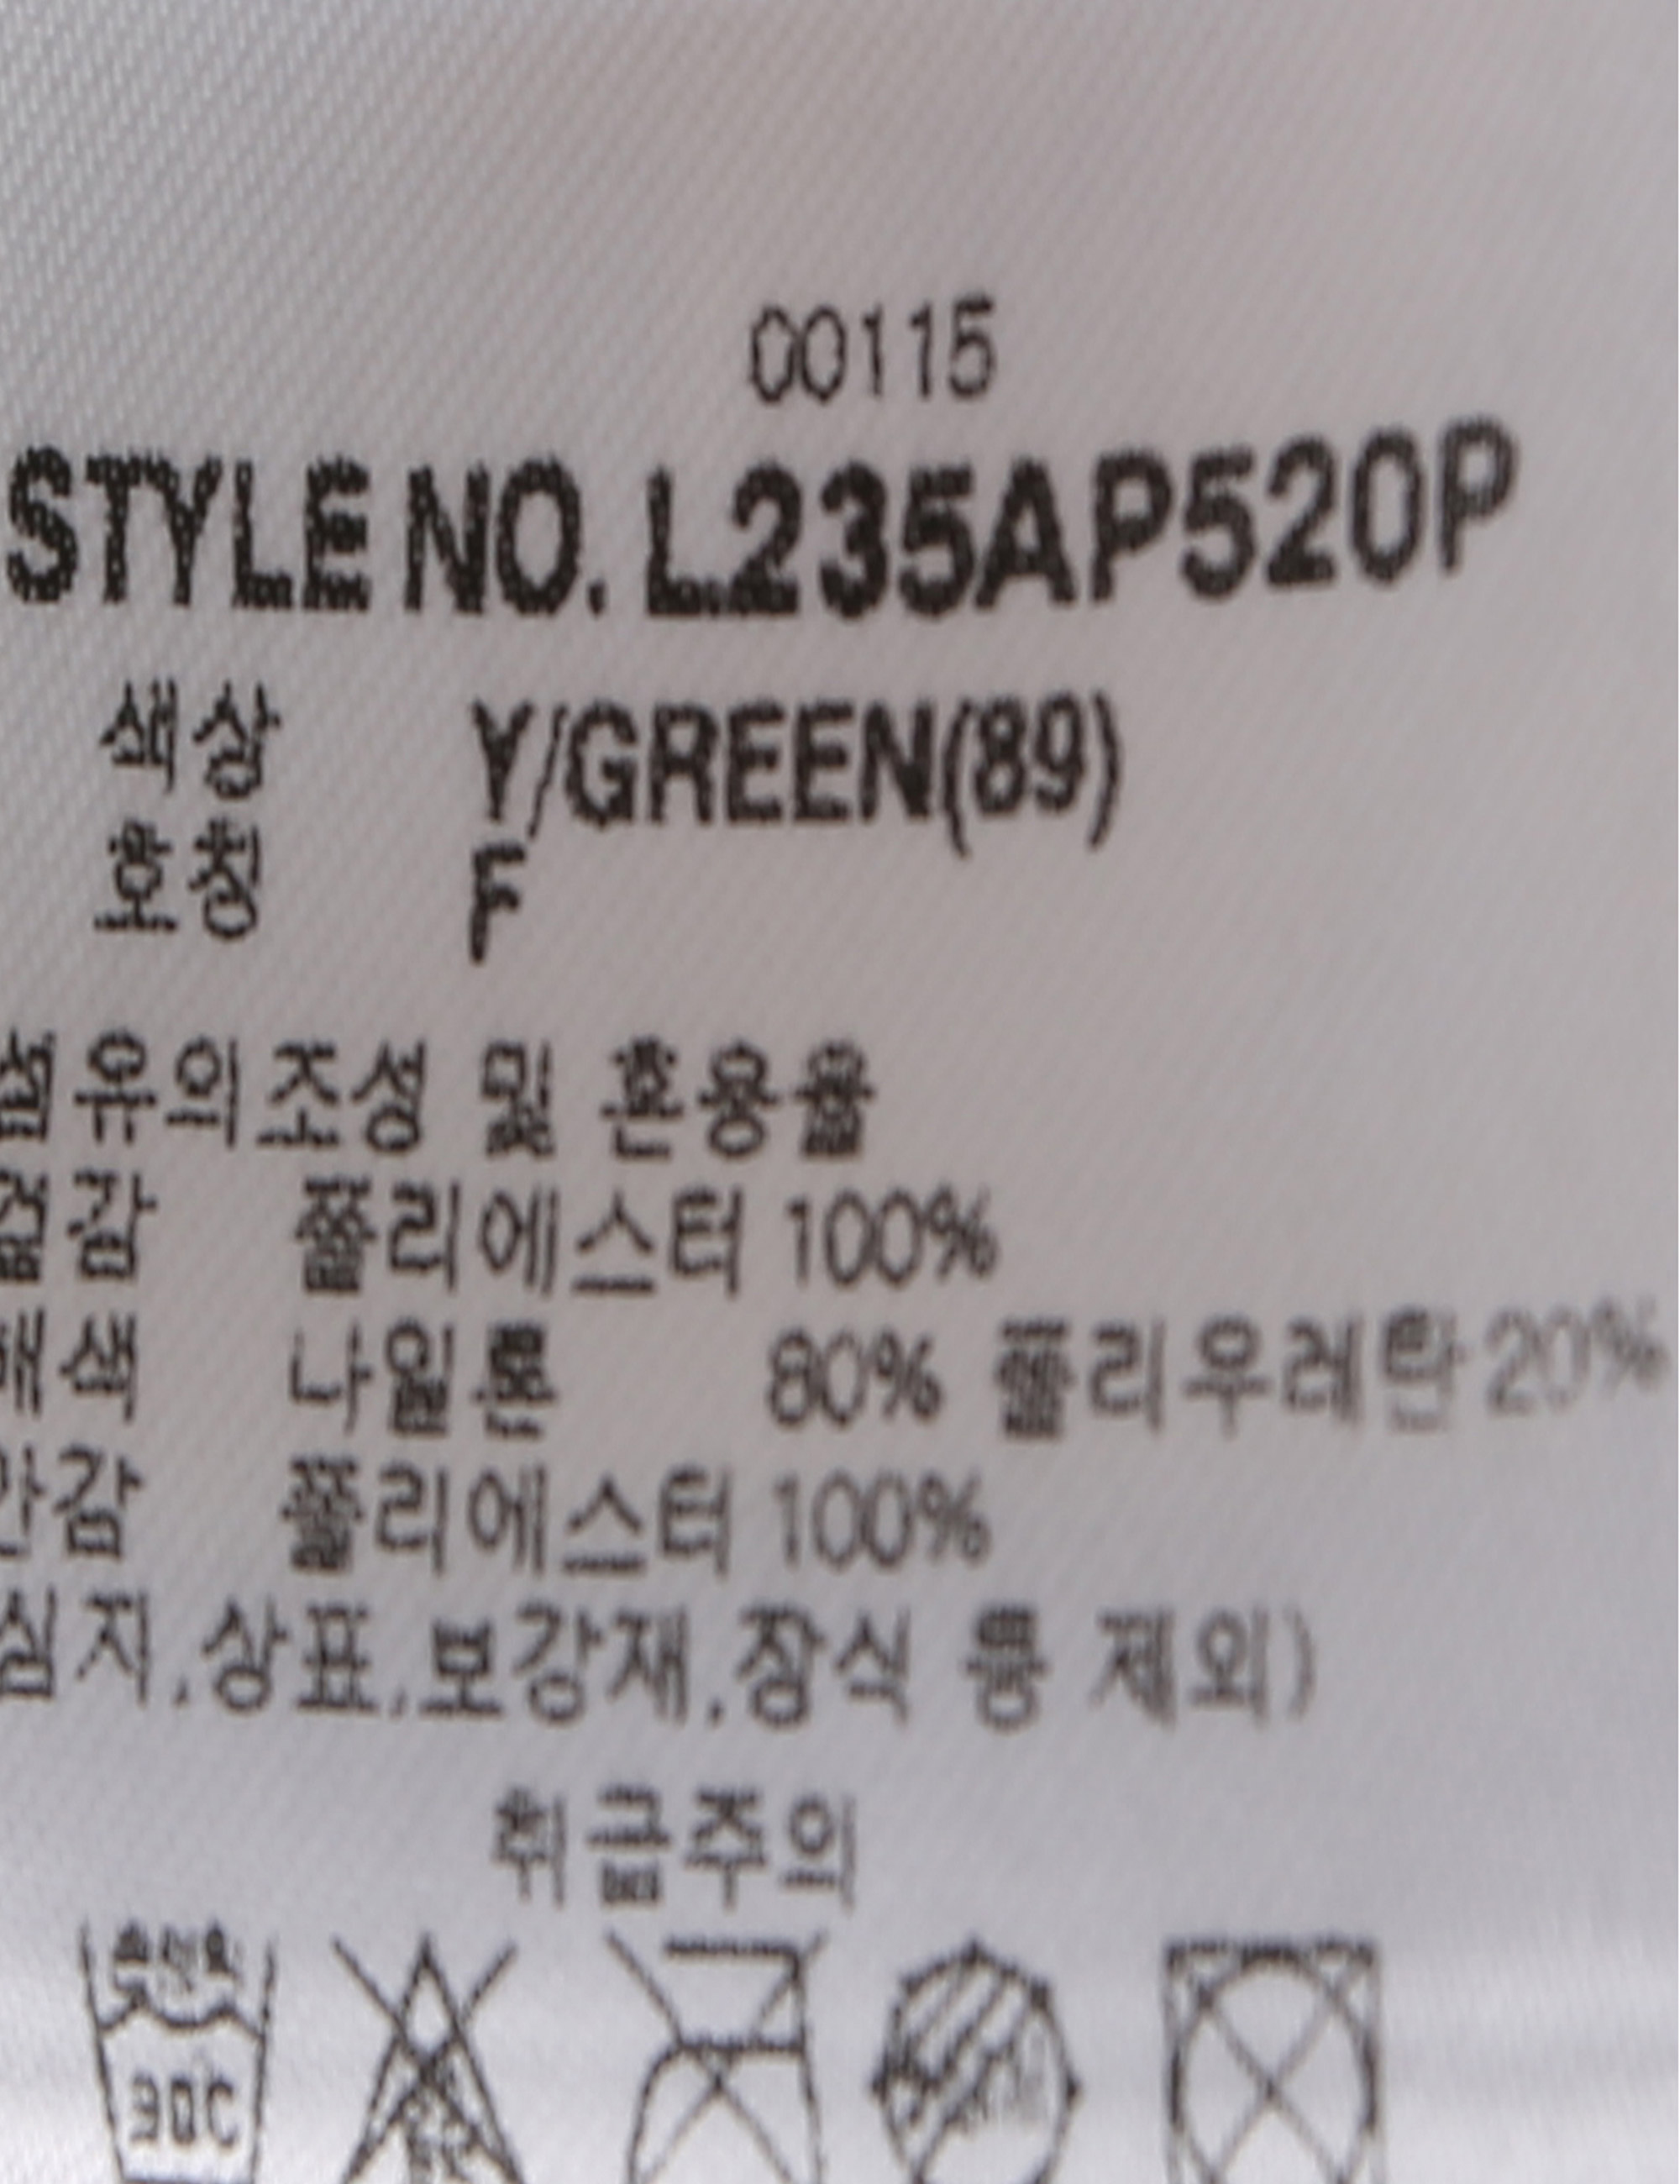 00115
STYLE NO. L235AP520P
색상 Y/GREEN(89)
호칭 F
섬유의조성 및 혼용율
겉감 폴리에스터 100%
배색 나일론 80% 폴리우레탄 20%
안감 폴리에스터 100%
심지,상표,보강재,장식 등 제외)
취급주의
30C